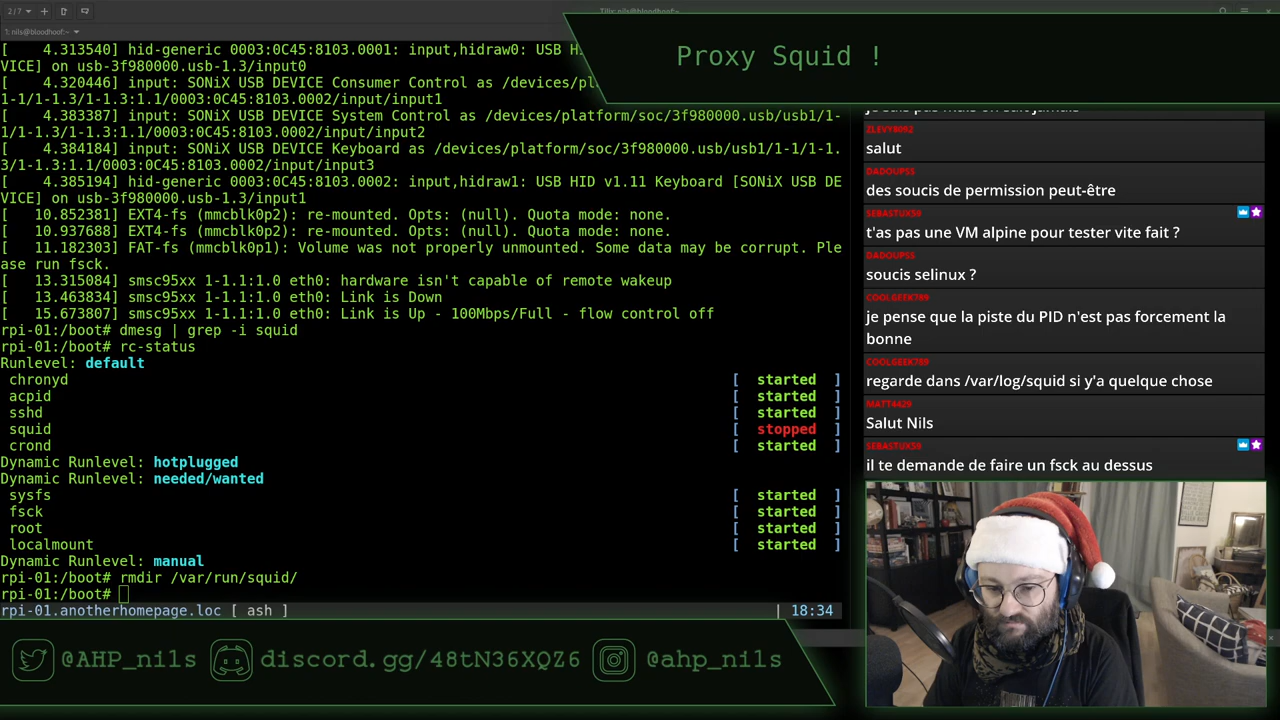 2/7
Tilix: nils@bloodhoof:~
1: nils@bloodhoof:~
Proxy Squid !
[    4.313540] hid-generic 0003:0C45:8103.0001: input,hidraw0: USB HI
VICE] on usb-3f980000.usb-1.3/input0
[    4.320446] input: SONiX USB DEVICE Consumer Control as /devices/pl
1-1/1-1.3/1-1.3:1.1/0003:0C45:8103.0002/input/input1
[    4.383387] input: SONiX USB DEVICE System Control as /devices/platform/soc/3f980000.usb/usb1/1-
1/1-1.3/1-1.3:1.1/0003:0C45:8103.0002/input/input2
[    4.384184] input: SONiX USB DEVICE Keyboard as /devices/platform/soc/3f980000.usb/usb1/1-1/1-1.
3/1-1.3:1.1/0003:0C45:8103.0002/input/input3
[    4.385194] hid-generic 0003:0C45:8103.0002: input,hidraw1: USB HID v1.11 Keyboard [SONiX USB DE
VICE] on usb-3f980000.usb-1.3/input1
[   10.852381] EXT4-fs (mmcblk0p2): re-mounted. Opts: (null). Quota mode: none.
[   10.937688] EXT4-fs (mmcblk0p2): re-mounted. Opts: (null). Quota mode: none.
[   11.182303] FAT-fs (mmcblk0p1): Volume was not properly unmounted. Some data may be corrupt. Ple
ase run fsck.
[   13.315084] smsc95xx 1-1.1:1.0 eth0: hardware isn't capable of remote wakeup
[   13.463834] smsc95xx 1-1.1:1.0 eth0: Link is Down
[   15.673807] smsc95xx 1-1.1:1.0 eth0: Link is Up - 100Mbps/Full - flow control off
rpi-01:/boot# dmesg | grep -i squid
rpi-01:/boot# rc-status
Runlevel: default
chronyd [ started ]
acpid [ started ]
sshd [ started ]
squid [ stopped ]
crond [ started ]
Dynamic Runlevel: hotplugged
Dynamic Runlevel: needed/wanted
sysfs [ started ]
fsck [ started ]
root [ started ]
localmount [ started ]
Dynamic Runlevel: manual
rpi-01:/boot# rmdir /var/run/squid/
rpi-01:/boot#
rpi-01.anotherhomepage.loc [ ash ] | 18:34
ZLEVY8052
salut
DADOUPSS
des soucis de permission peut-être
SEBASTUX59
t'as pas une VM alpine pour tester vite fait ?
DADOUPSS
soucis selinux ?
COOLGEEK789
je pense que la piste du PID n'est pas forcement la
bonne
COOLGEEK789
regarde dans /var/log/squid si y'a quelque chose
MATT4429
Salut Nils
SEBASTUX59
il te demande de faire un fsck au dessus
@AHP_nils
discord.gg/48tN36XQZ6
@ahp_nils